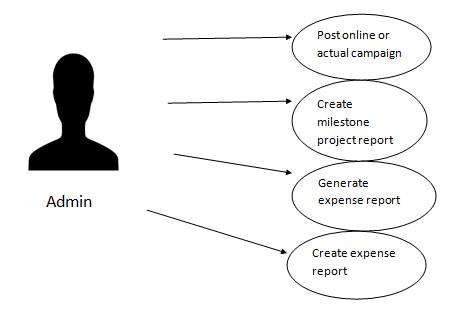 Post online or
actual campaign
Create
milestone
project report
Generate
expense report
Admin
Create expense
report